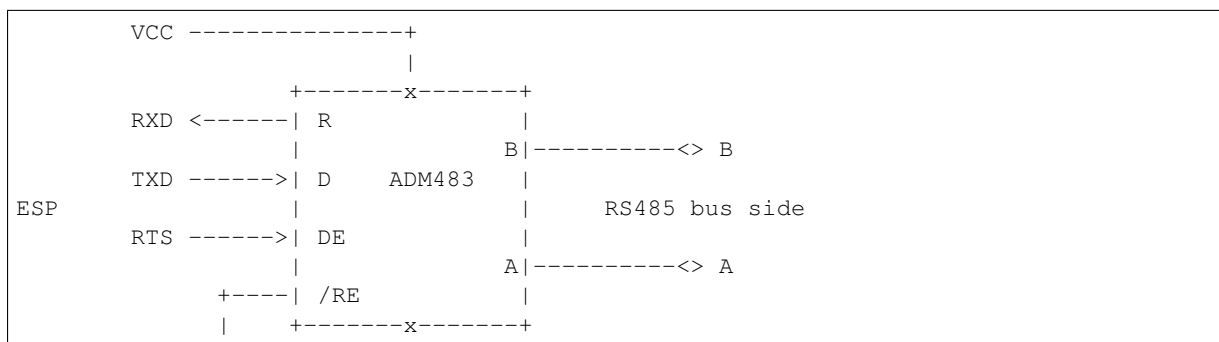 VCC ---------------+
|
+-------x-------+
RXD <------| R |
| B|----------<> B
TXD ------>| D ADM483 |
ESP | | RS485 bus side
RTS ------>| DE |
| A|----------<> A
+----| /RE |
| +-------x-------+